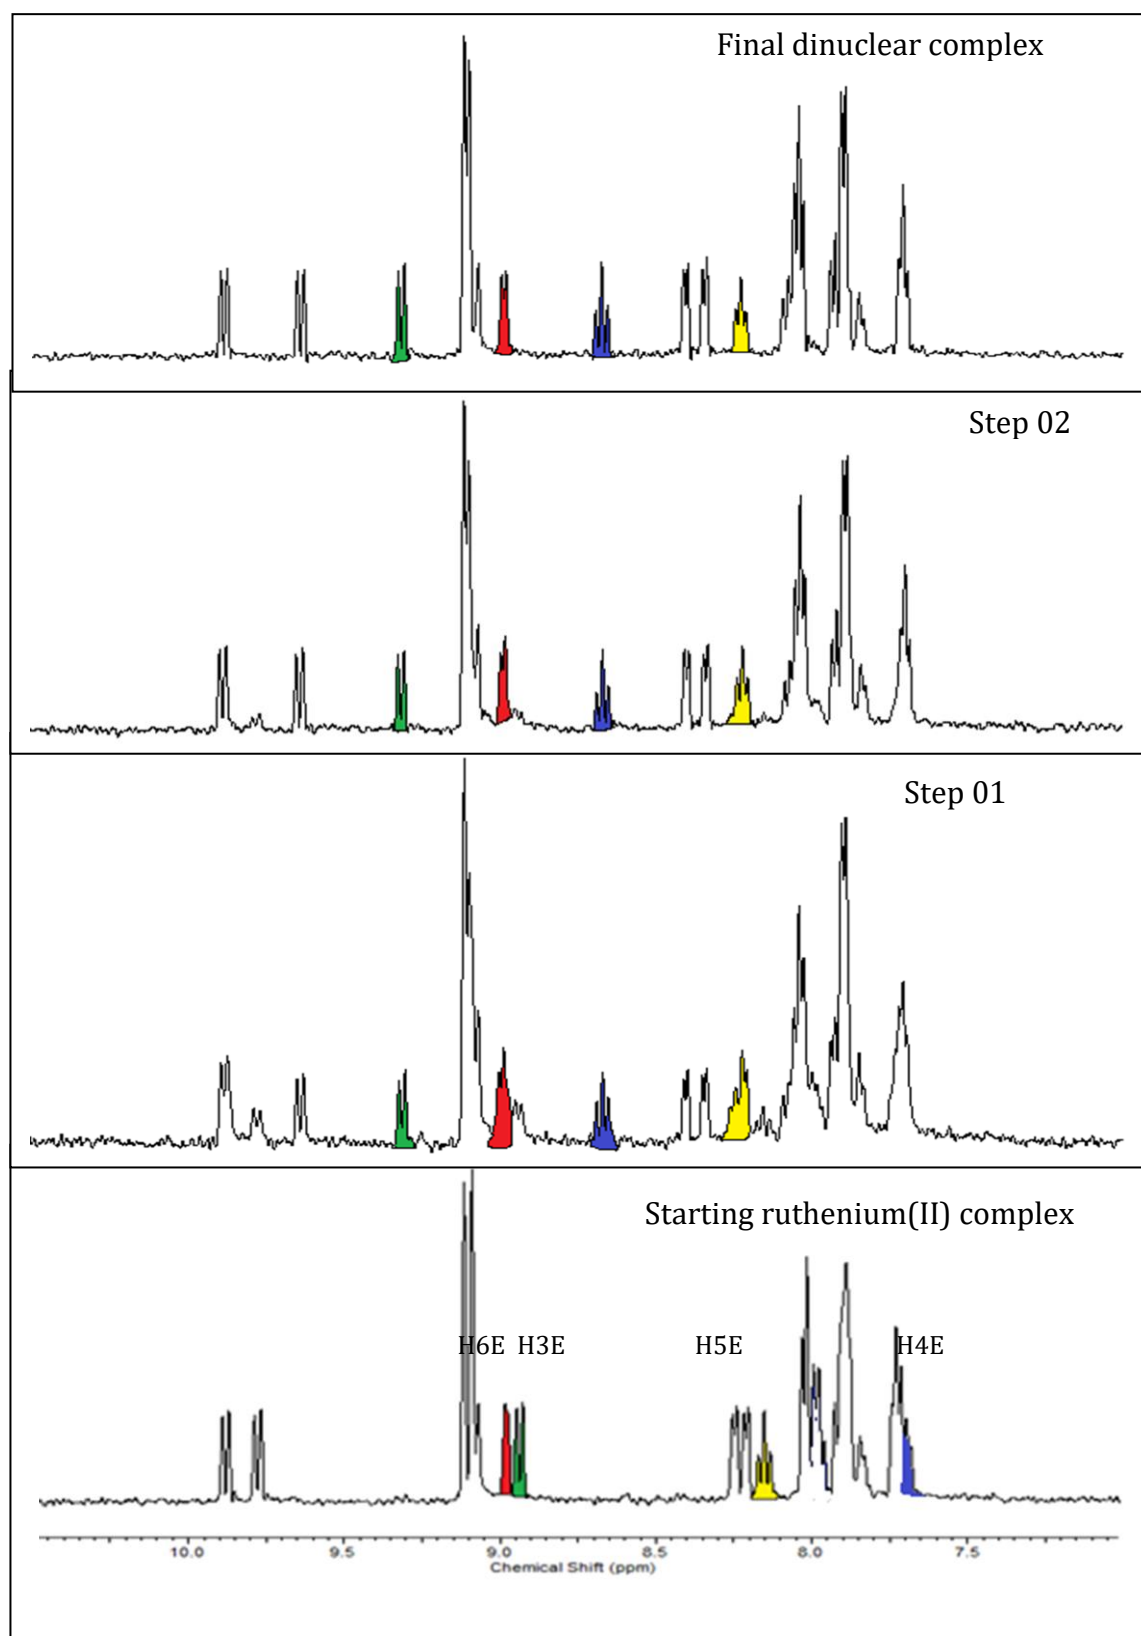 Final dinuclear complex
Step 02
Step 01
Starting ruthenium(II) complex
H6E H3E H5E H4E
10.0 9.5 9.0 8.5 8.0 7.5
Chemical Shift (ppm)